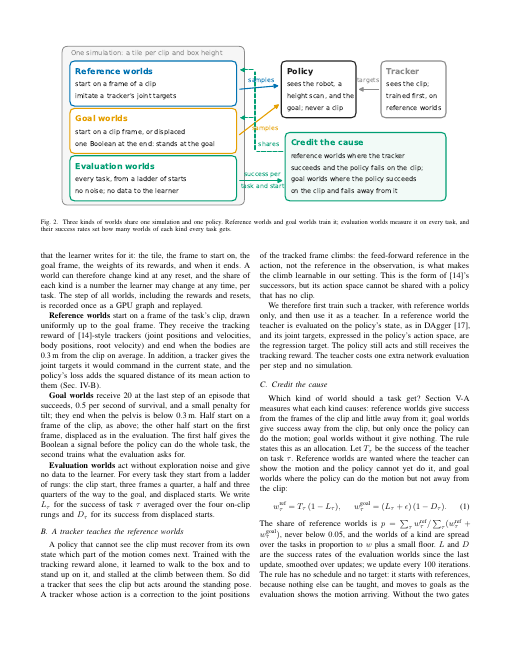 One simulation: a tile per clip and box height
Reference worlds
start on a frame of a clip
imitate a tracker's joint targets
Goal worlds
start on a clip frame, or displaced
one Boolean at the end: stands at the goal
Evaluation worlds
every task, from a ladder of starts
no noise; no data to the learner
samples
samples
shares
success per
task and start
Policy
sees the robot, a
height scan, and the
goal; never a clip
targets
Tracker
sees the clip;
trained first, on
reference worlds
Credit the cause
reference worlds where the tracker
succeeds and the policy fails on the clip;
goal worlds where the policy succeeds
on the clip and fails away from it
Fig. 2. Three kinds of worlds share one simulation and one policy. Reference worlds and goal worlds train it; evaluation worlds measure it on every task, and
their success rates set how many worlds of each kind every task gets.
that the learner writes for it: the tile, the frame to start on, the
goal frame, the weights of its rewards, and when it ends. A
world can therefore change kind at any reset, and the share of
each kind is a number the learner may change at any time, per
task. The step of all worlds, including the rewards and resets,
is recorded once as a GPU graph and replayed.
Reference worlds start on a frame of the task's clip, drawn
uniformly up to the goal frame. They receive the tracking
reward of [14]-style trackers (joint positions and velocities,
body positions, root velocity) and end when the bodies are
0.3 m from the clip on average. In addition, a tracker gives the
joint targets it would command in the current state, and the
policy's loss adds the squared distance of its mean action to
them (Sec. IV-B).
Goal worlds receive 20 at the last step of an episode that
succeeds, 0.5 per second of survival, and a small penalty for
tilt; they end when the pelvis is below 0.3 m. Half start on a
frame of the clip, as above; the other half start on the first
frame, displaced as in the evaluation. The first half gives the
Boolean a signal before the policy can do the whole task, the
second trains what the evaluation asks for.
Evaluation worlds act without exploration noise and give
no data to the learner. For every task they start from a ladder
of rungs: the clip start, three frames a quarter, a half and three
quarters of the way to the goal, and displaced starts. We write
L_τ for the success of task τ averaged over the four on-clip
rungs and D_τ for its success from displaced starts.
B. A tracker teaches the reference worlds
A policy that cannot see the clip must recover from its own
state which part of the motion comes next. Trained with the
tracking reward alone, it learned to walk to the box and to
stand up on it, and stalled at the climb between them. So did
a tracker that sees the clip but acts around the standing pose.
A tracker whose action is a correction to the joint positions
of the tracked frame climbs: the feed-forward reference in the
action, not the reference in the observation, is what makes
the climb learnable in our setting. This is the form of [14]'s
successors, but its action space cannot be shared with a policy
that has no clip.
We therefore first train such a tracker, with reference worlds
only, and then use it as a teacher. In a reference world the
teacher is evaluated on the policy's state, as in DAgger [17],
and its joint targets, expressed in the policy's action space, are
the regression target. The policy still acts and still receives the
tracking reward. The teacher costs one extra network evaluation
per step and no simulation.
C. Credit the cause
Which kind of world should a task get? Section V-A
measures what each kind causes: reference worlds give success
from the frames of the clip and little away from it; goal worlds
give success away from the clip, but only once the policy can
do the motion; goal worlds without it give nothing. The rule
states this as an allocation. Let T_τ be the success of the teacher
on task τ. Reference worlds are wanted where the teacher can
show the motion and the policy cannot yet do it, and goal
worlds where the policy can do the motion but not away from
the clip:
w_τ^ref = T_τ (1 − L_τ), w_τ^goal = (L_τ + ϵ) (1 − D_τ). (1)
The share of reference worlds is p = ∑_τ w_τ^ref / ∑_τ (w_τ^ref +
w_τ^goal), never below 0.05, and the worlds of a kind are spread
over the tasks in proportion to w plus a small floor. L and D
are the success rates of the evaluation worlds since the last
update, smoothed over updates; we update every 100 iterations.
The rule has no schedule and no target: it starts with references,
because nothing else can be taught, and moves to goals as the
evaluation shows the motion arriving. Without the two gates